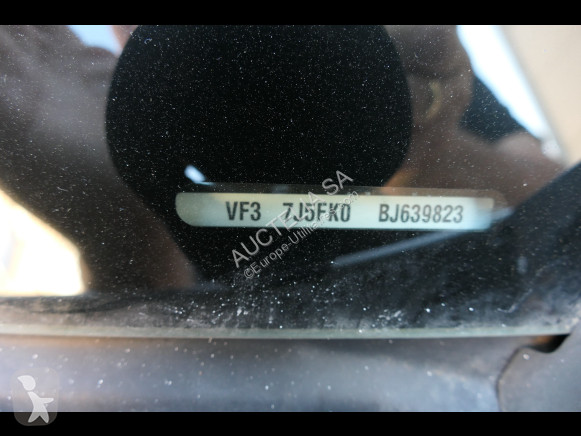 VF3 7J5FK0 BJ639823
AUCTELIA SA
©Europe-Utilitaires.com